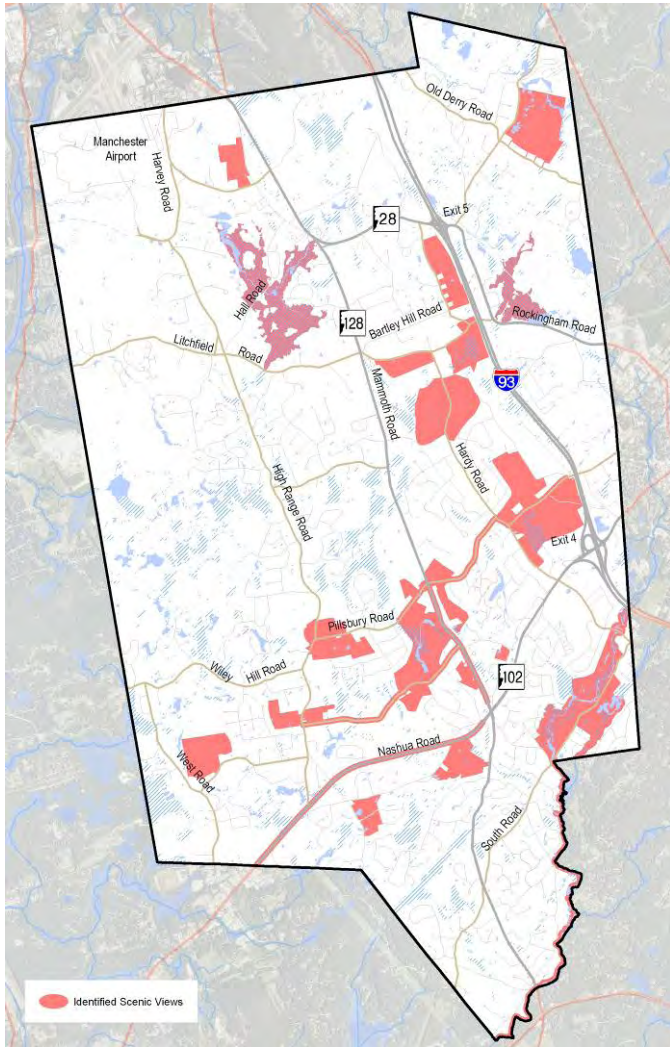 Old Derry Road
Manchester
Airport
Harvey Road
28
Exit 5
Hall Road
128
Bartley Hill Road
Rockingham Road
Litchfield
Road
93
Mammoth Road
Hardy Road
High Range Road
Exit 4
Pillsbury Road
Wiley
Hill Road
102
Nashua Road
West Road
South Road
Identified Scenic Views